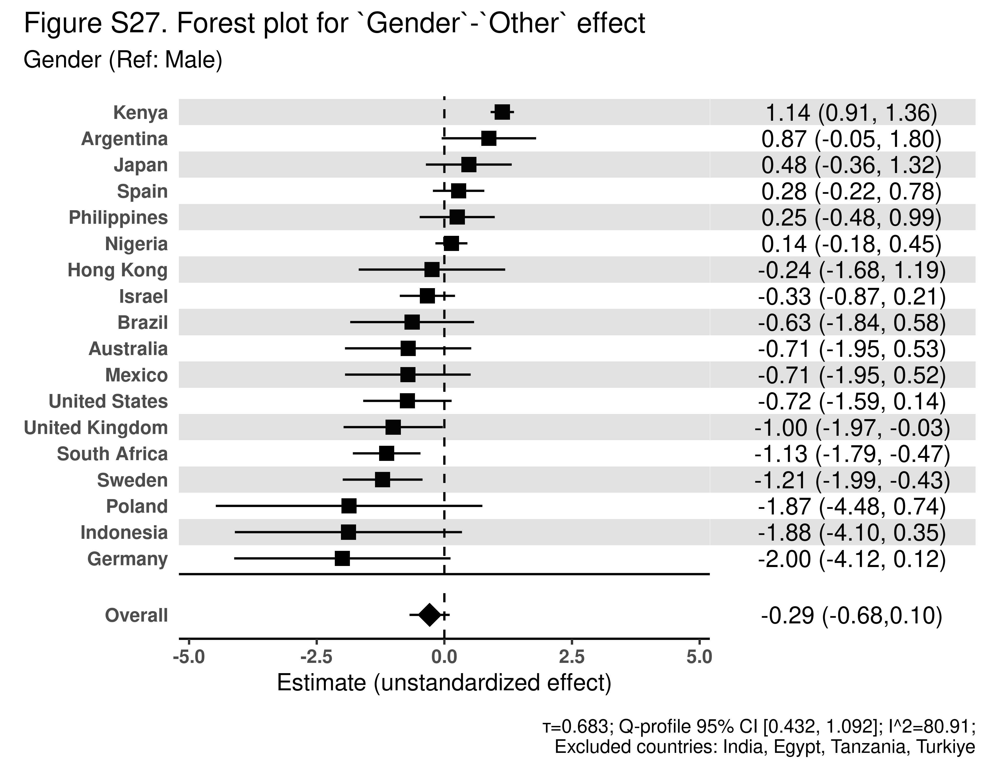 Figure S27. Forest plot for `Gender`-`Other` effect
Gender (Ref: Male)
Kenya 1.14 (0.91, 1.36)
Argentina 0.87 (-0.05, 1.80)
Japan 0.48 (-0.36, 1.32)
Spain 0.28 (-0.22, 0.78)
Philippines 0.25 (-0.48, 0.99)
Nigeria 0.14 (-0.18, 0.45)
Hong Kong -0.24 (-1.68, 1.19)
Israel -0.33 (-0.87, 0.21)
Brazil -0.63 (-1.84, 0.58)
Australia -0.71 (-1.95, 0.53)
Mexico -0.71 (-1.95, 0.52)
United States -0.72 (-1.59, 0.14)
United Kingdom -1.00 (-1.97, -0.03)
South Africa -1.13 (-1.79, -0.47)
Sweden -1.21 (-1.99, -0.43)
Poland -1.87 (-4.48, 0.74)
Indonesia -1.88 (-4.10, 0.35)
Germany -2.00 (-4.12, 0.12)
Overall -0.29 (-0.68,0.10)
-5.0 -2.5 0.0 2.5 5.0
Estimate (unstandardized effect)
τ=0.683; Q-profile 95% CI [0.432, 1.092]; I^2=80.91;
Excluded countries: India, Egypt, Tanzania, Turkiye